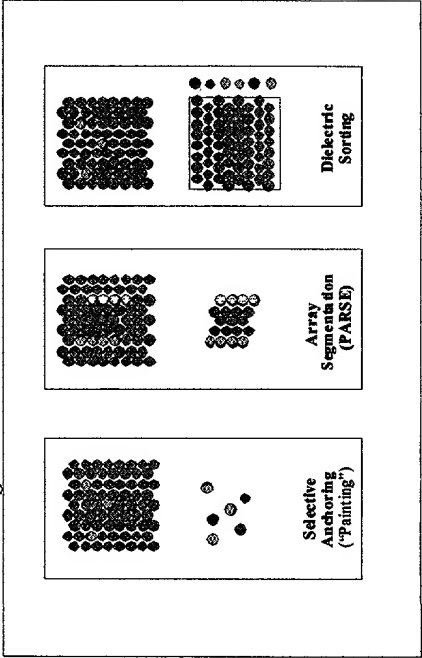 Selective
Anchoring
("Painting")
Array
Segmentation
(PARSE)
Dielectric
Sorting